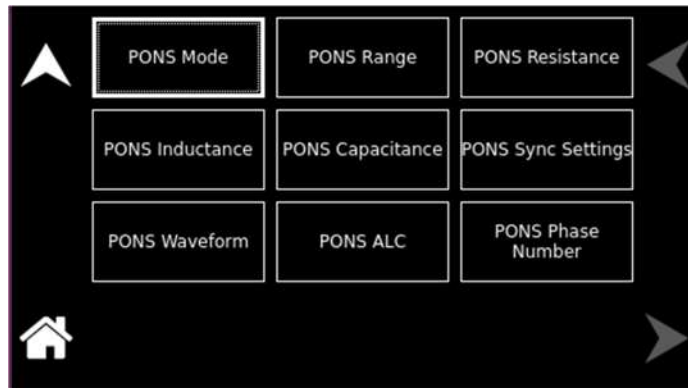 PONS Mode
PONS Range
PONS Resistance
PONS Inductance
PONS Capacitance
PONS Sync Settings
PONS Waveform
PONS ALC
PONS Phase
Number